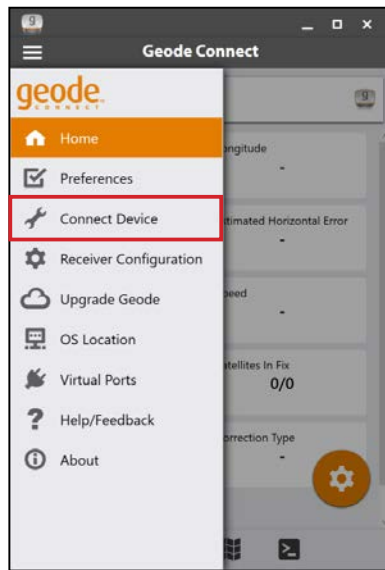 Geode Connect
geode
CONNECT
Home
Preferences
Connect Device
Receiver Configuration
Upgrade Geode
OS Location
Virtual Ports
Help/Feedback
About
ongitude
-
timated Horizontal Error
-
peed
-
tellites In Fix
0/0
orrection Type
-